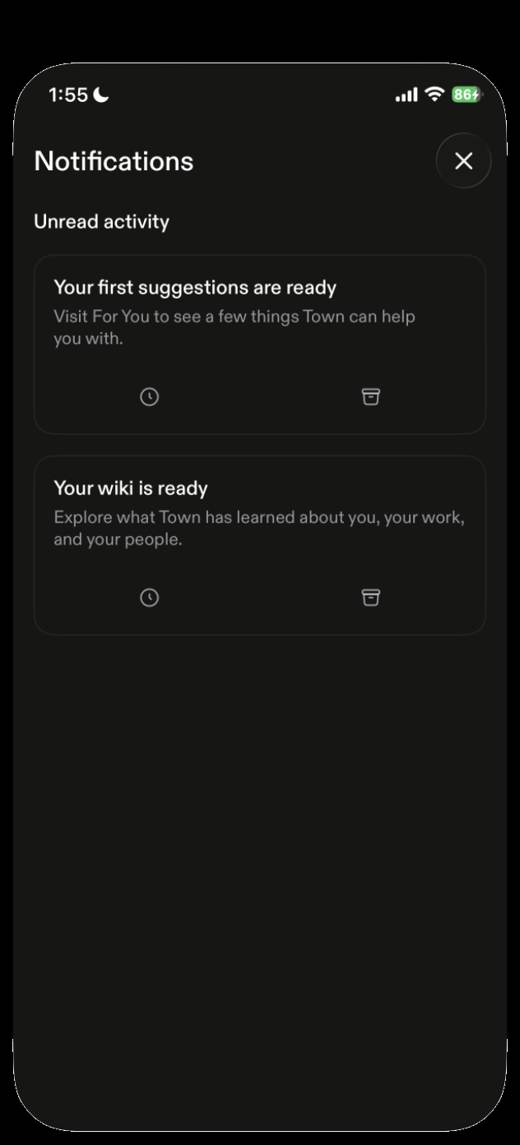 1:55
86
Notifications
Unread activity
Your first suggestions are ready
Visit For You to see a few things Town can help
you with.
Your wiki is ready
Explore what Town has learned about you, your work,
and your people.